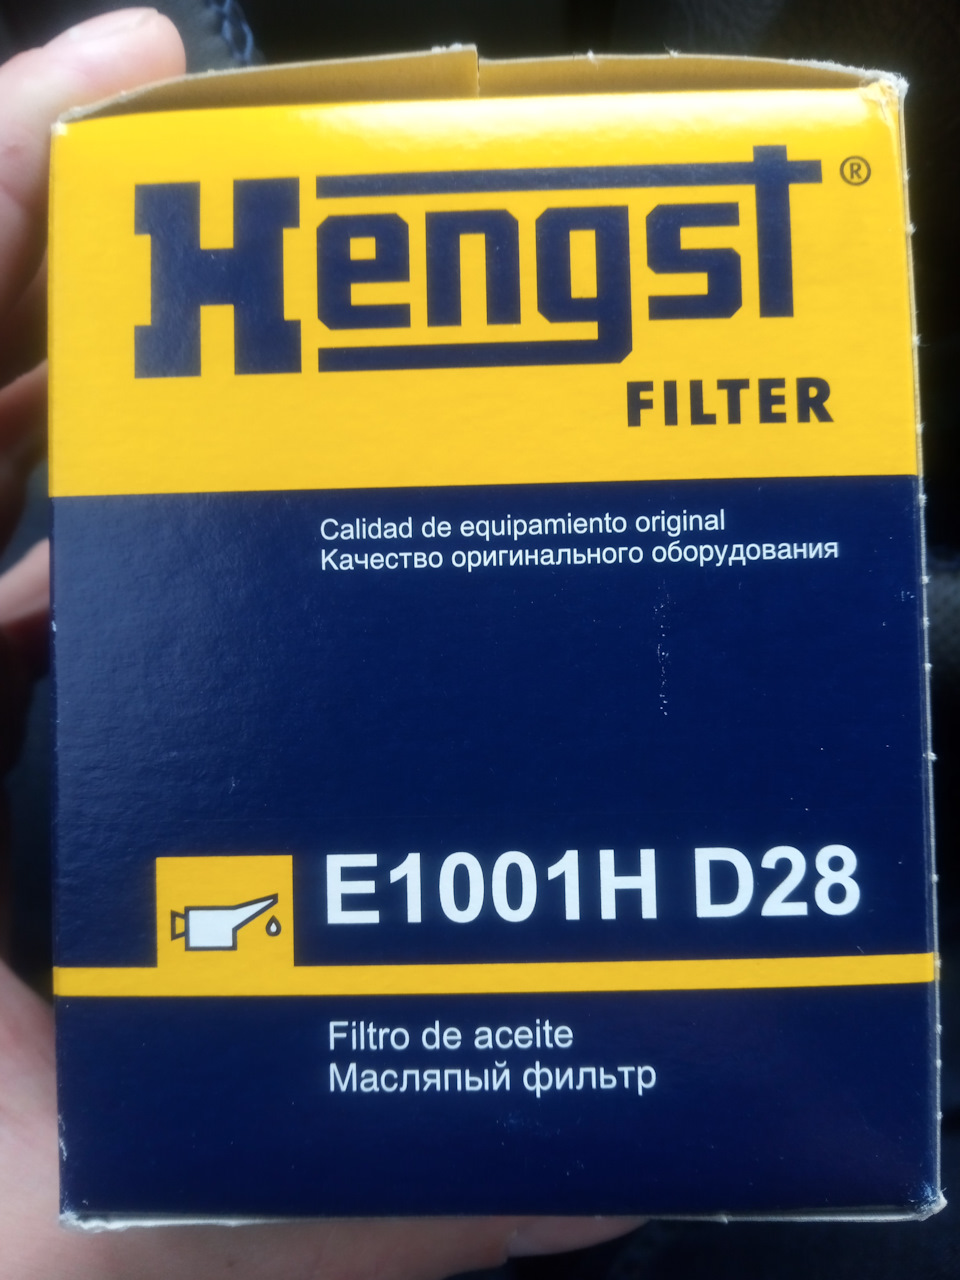 Hengst®
FILTER
Calidad de equipamiento original
Качество оригинального оборудования
E1001H D28
Filtro de aceite
Масляпый фильтр